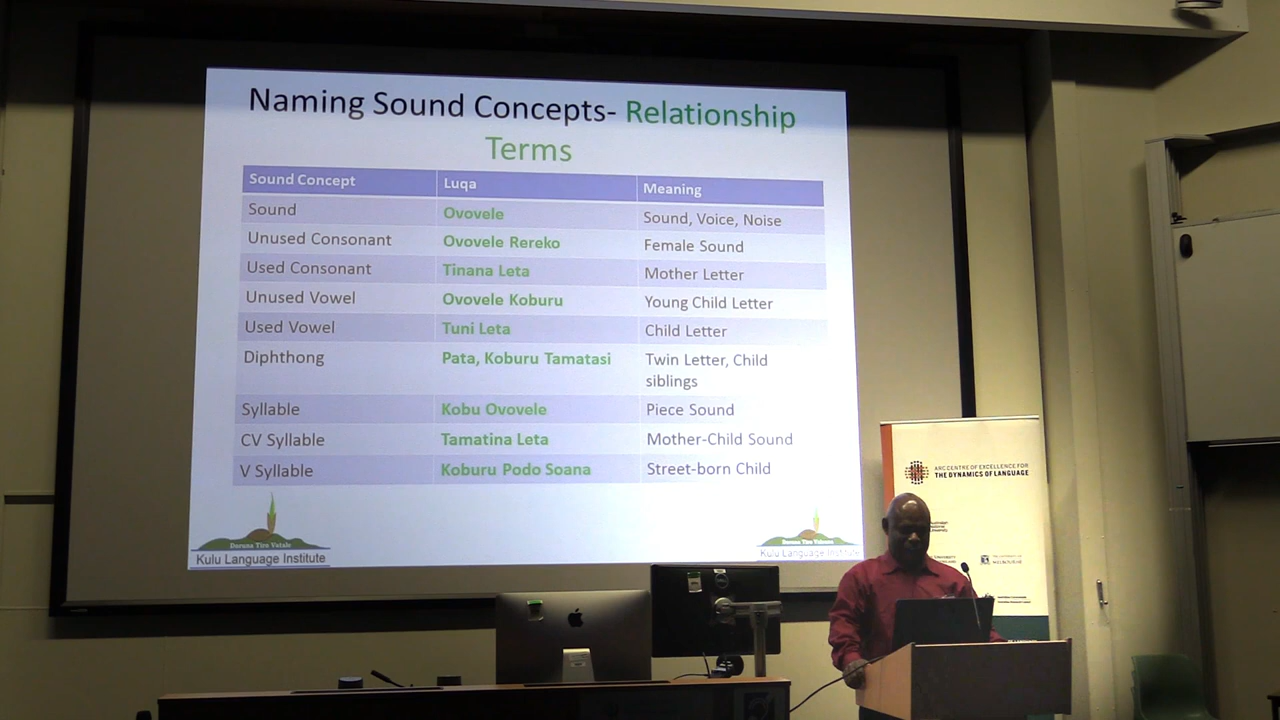 Naming Sound Concepts- Relationship
Terms
Sound Concept Luqa Meaning
Sound Ovovele Sound, Voice, Noise
Unused Consonant Ovovele Rereko Female Sound
Used Consonant Tinana Leta Mother Letter
Unused Vowel Ovovele Koburu Young Child Letter
Used Vowel Tuni Leta Child Letter
Diphthong Pata, Koburu Tamatasi Twin Letter, Child
siblings
Syllable Kobu Ovovele Piece Sound
CV Syllable Tamatina Leta Mother-Child Sound
V Syllable Koburu Podo Soana Street-born Child
Kulu Language Institute
Kulu Language Institute
ARC CENTRE OF EXCELLENCE FOR
THE DYNAMICS OF LANGUAGE